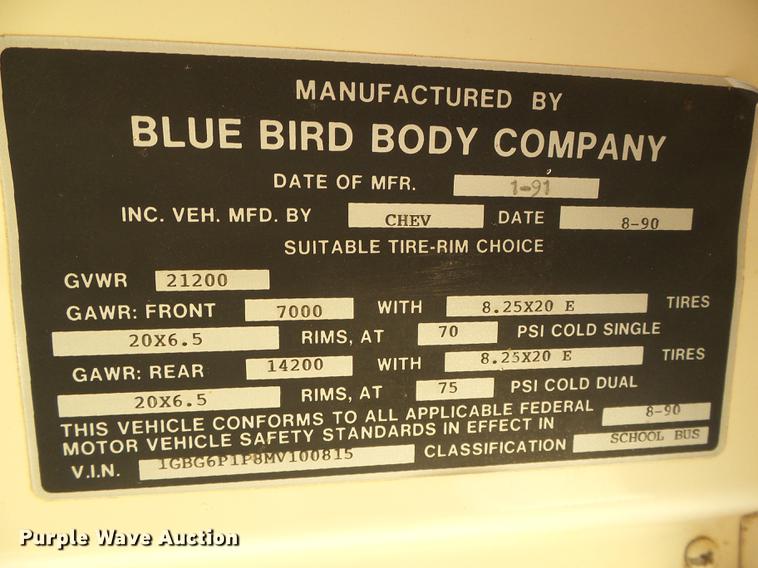 MANUFACTURED BY
BLUE BIRD BODY COMPANY
DATE OF MFR. 1-91
INC. VEH. MFD. BY CHEV DATE 8-90
SUITABLE TIRE-RIM CHOICE
GVWR 21200
GAWR: FRONT 7000 WITH 8.25X20 E TIRES
20X6.5 RIMS, AT 70 PSI COLD SINGLE
GAWR: REAR 14200 WITH 8.25X20 E TIRES
20X6.5 RIMS, AT 75 PSI COLD DUAL
THIS VEHICLE CONFORMS TO ALL APPLICABLE FEDERAL
MOTOR VEHICLE SAFETY STANDARDS IN EFFECT IN 8-90
V.I.N. 1GBG6P1P8MV100815 CLASSIFICATION SCHOOL BUS
Purple Wave Auction